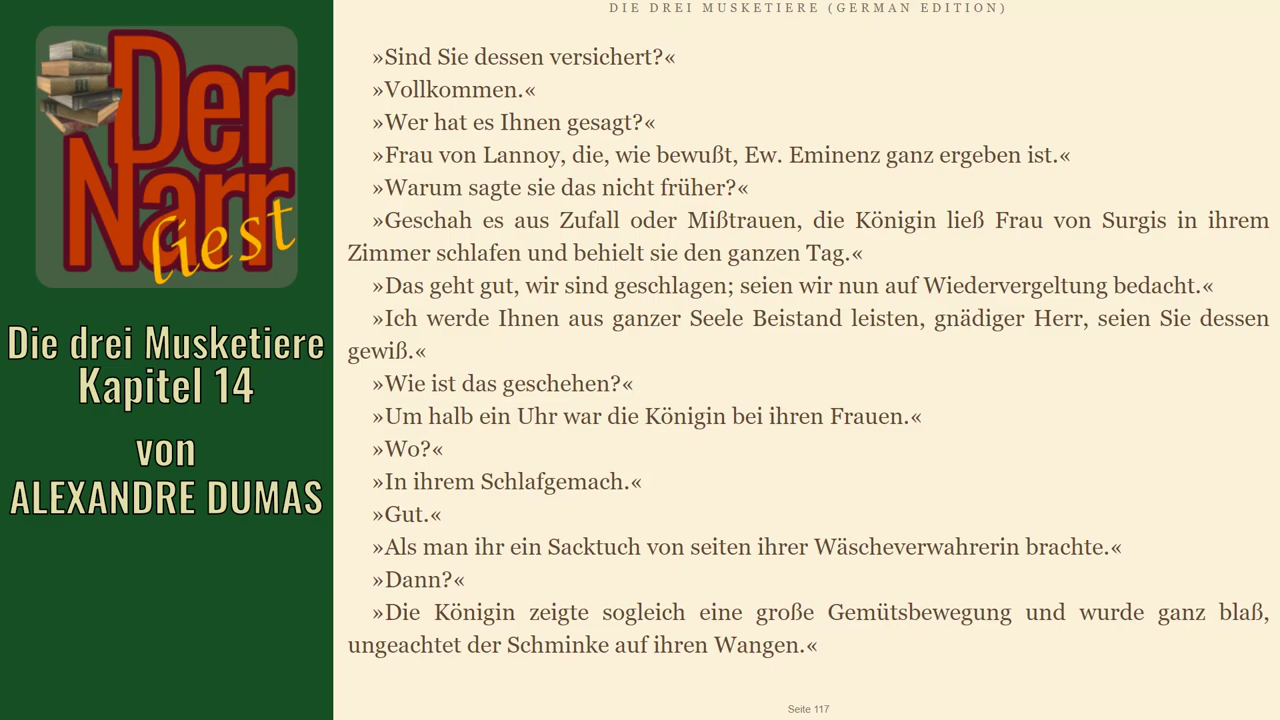 Der
Narr
liest
Die drei Musketiere
Kapitel 14
von
ALEXANDRE DUMAS
DIE DREI MUSKETIERE (GERMAN EDITION)
»Sind Sie dessen versichert?«
»Vollkommen.«
»Wer hat es Ihnen gesagt?«
»Frau von Lannoy, die, wie bewußt, Ew. Eminenz ganz ergeben ist.«
»Warum sagte sie das nicht früher?«
»Geschah es aus Zufall oder Mißtrauen, die Königin ließ Frau von Surgis in ihrem
Zimmer schlafen und behielt sie den ganzen Tag.«
»Das geht gut, wir sind geschlagen; seien wir nun auf Wiedervergeltung bedacht.«
»Ich werde Ihnen aus ganzer Seele Beistand leisten, gnädiger Herr, seien Sie dessen
gewiß.«
»Wie ist das geschehen?«
»Um halb ein Uhr war die Königin bei ihren Frauen.«
»Wo?«
»In ihrem Schlafgemach.«
»Gut.«
»Als man ihr ein Sacktuch von seiten ihrer Wäscheverwahrerin brachte.«
»Dann?«
»Die Königin zeigte sogleich eine große Gemütsbewegung und wurde ganz blaß,
ungeachtet der Schminke auf ihren Wangen.«
Seite 117